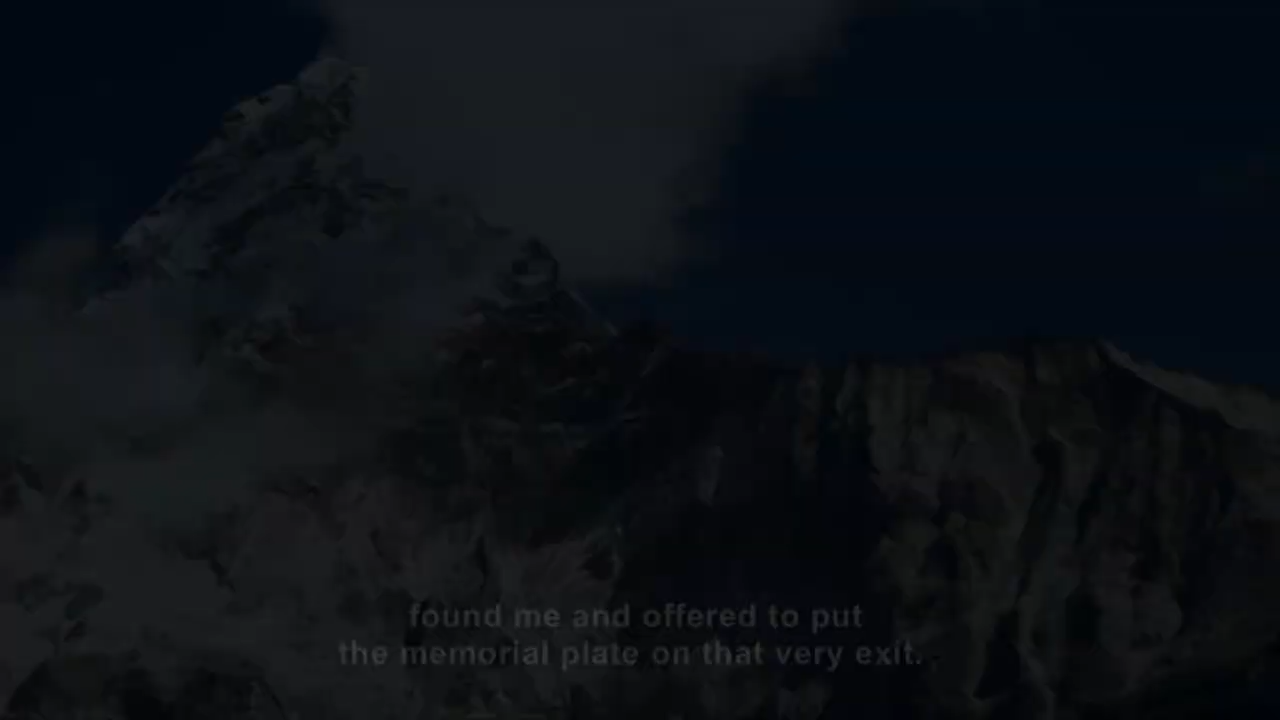 found me and offered to put
the memorial plate on that very exit.